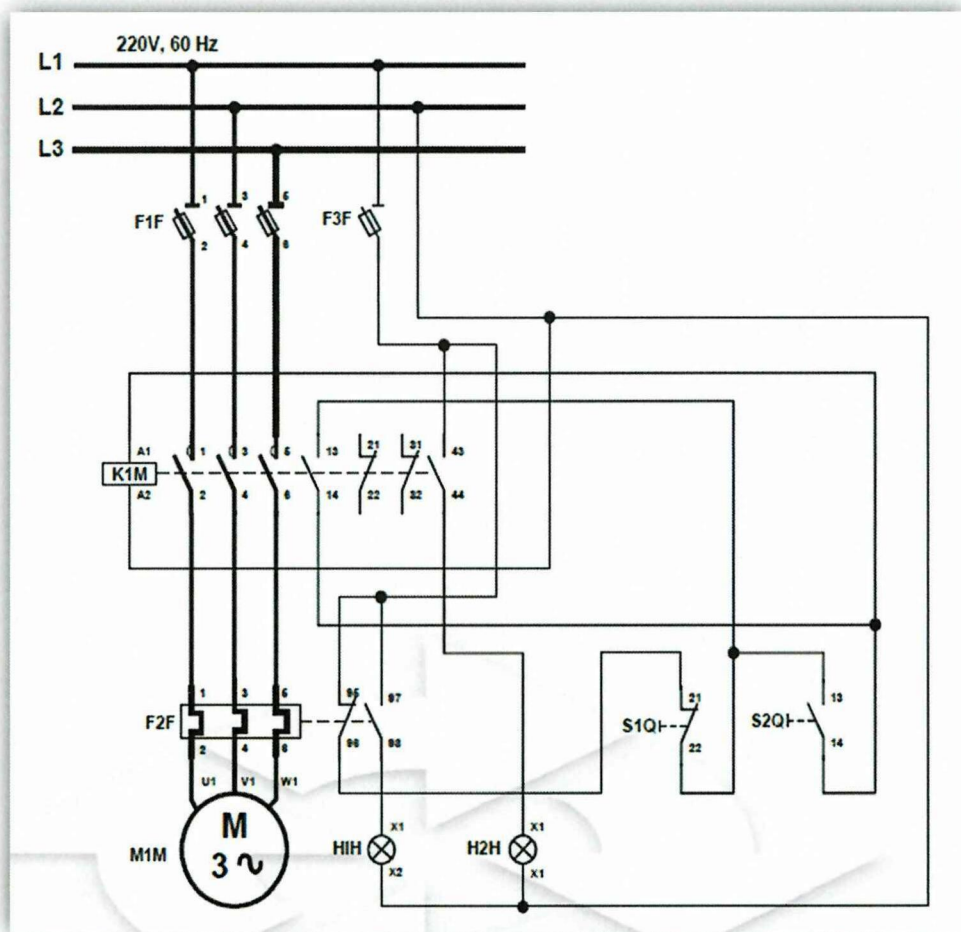 220V, 60 Hz
L1
L2
L3
1 3 5
F1F F3F
2 4 6
A1 1 3 5 13 21 31 43
K1M
A2 2 4 6 14 22 32 44
1 3 5 95 97 21 13
F2F S1Q S2Q
2 4 6 96 98 22 14
U1 V1 W1
M
3
M1M
X1 X1
H1H H2H
X2 X1